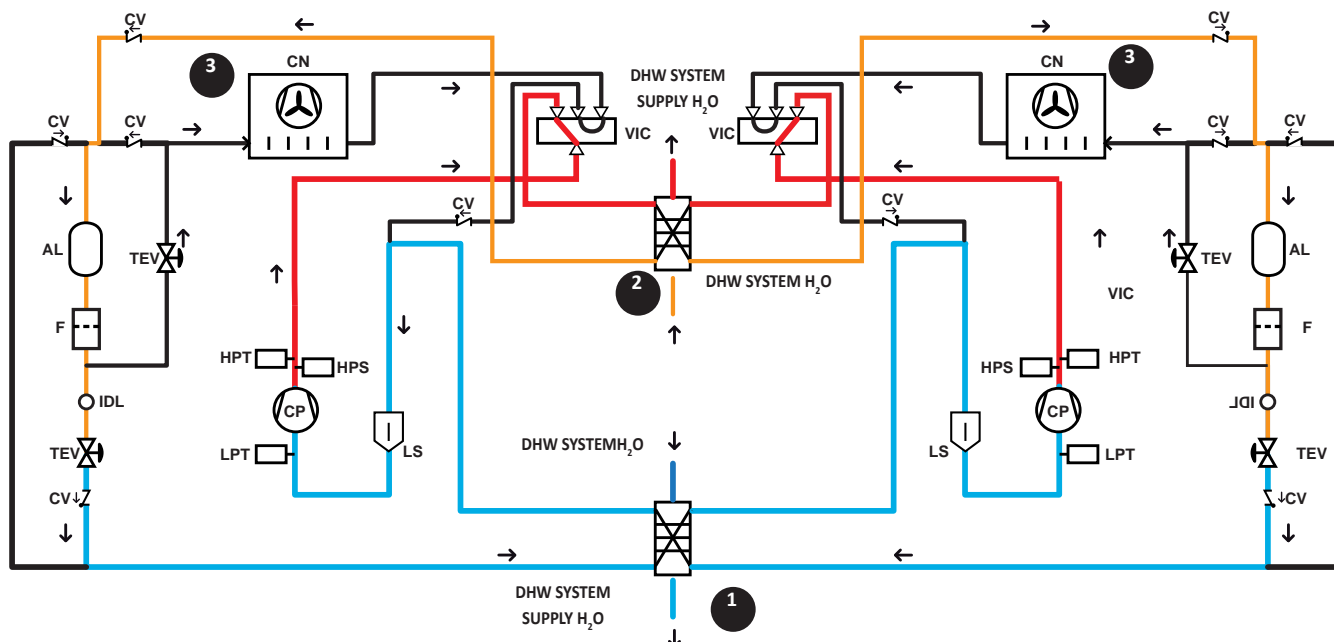 CV
CV
3
CN
DHW SYSTEM
SUPPLY H₂O
CN
3
CV
CV
VIC
VIC
CV
CV
CV
CV
CV
AL
TEV
2
DHW SYSTEM H₂O
VIC
TEV
AL
F
F
HPT
HPS
HPS
HPT
IDL
IDL
CP
CP
TEV
LPT
LS
DHW SYSTEMH₂O
LS
LPT
TEV
CV
CV
DHW SYSTEM
SUPPLY H₂O
1